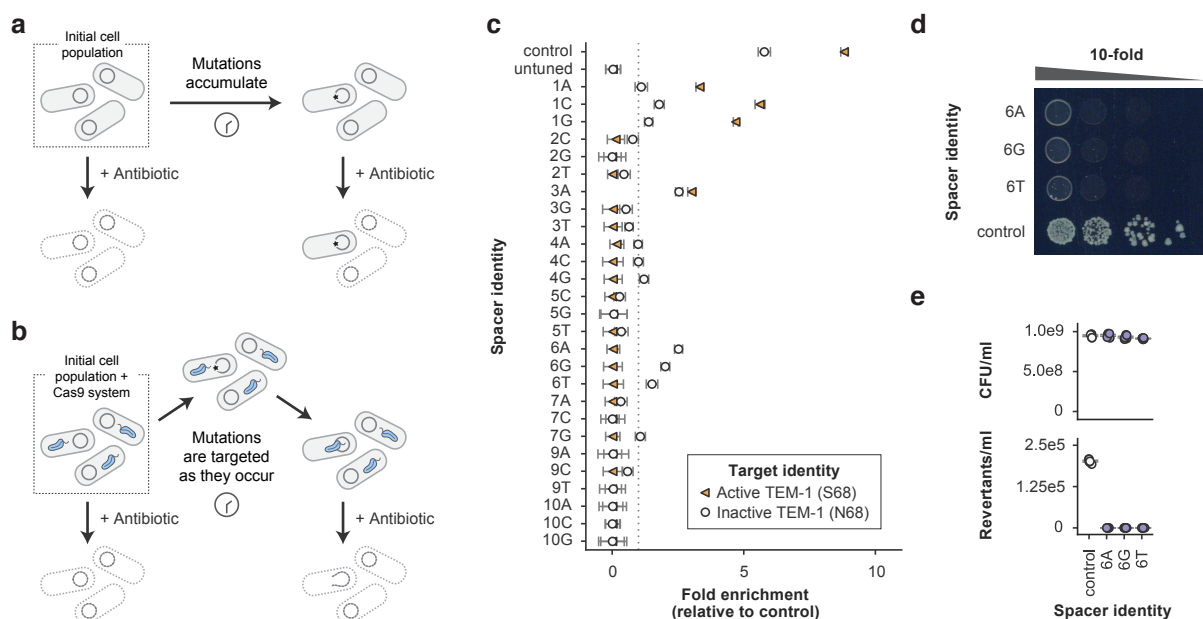 a
Initial cell
population
Mutations
accumulate
+ Antibiotic
+ Antibiotic
b
Initial cell
population +
Cas9 system
Mutations
are targeted
as they occur
+ Antibiotic
+ Antibiotic
c
Spacer identity
control
untuned
1A
1C
1G
2C
2G
2T
3A
3G
3T
4A
4C
4G
5C
5G
5T
6A
6G
6T
7A
7C
7G
9A
9C
9T
10A
10C
10G
Target identity
Active TEM-1 (S68)
Inactive TEM-1 (N68)
0
5
10
Fold enrichment
(relative to control)
d
10-fold
Spacer identity
6A
6G
6T
control
e
CFU/ml
1.0e9
5.0e8
0
Revertants/ml
2.5e5
1.25e5
0
control
6A
6G
6T
Spacer identity